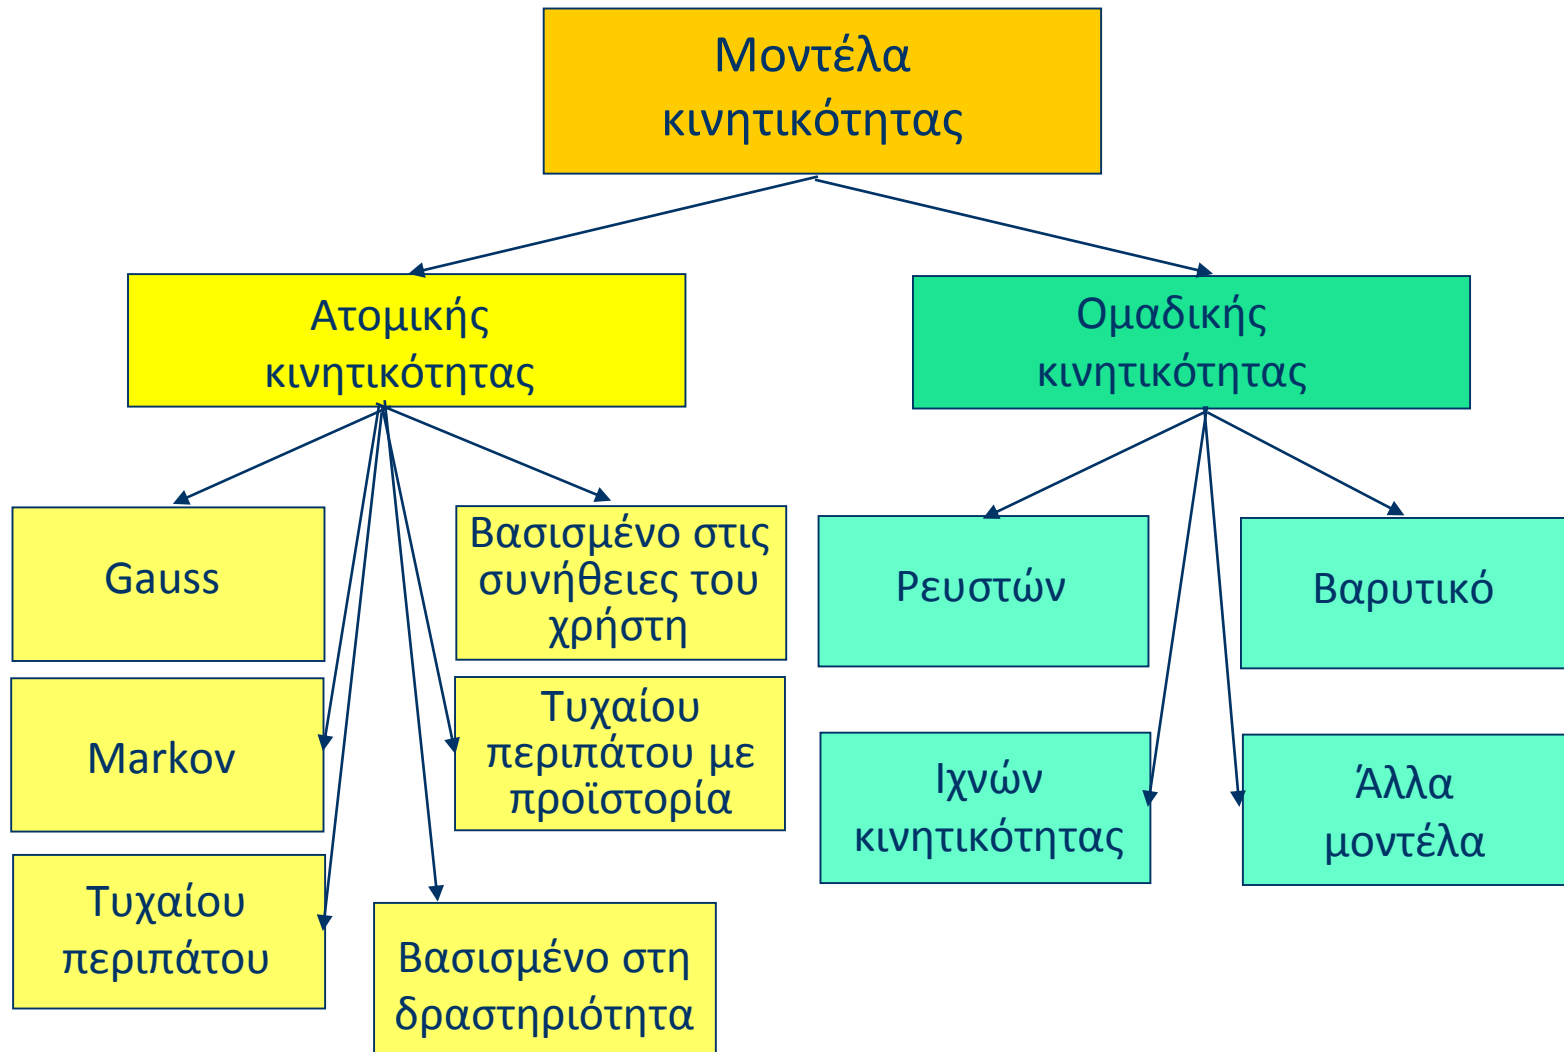 Μοντέλα
κινητικότητας
Ατομικής
κινητικότητας
Ομαδικής
κινητικότητας
Gauss
Βασισμένο στις
συνήθειες του
χρήστη
Ρευστών
Βαρυτικό
Markov
Τυχαίου
περιπάτου με
προϊστορία
Ιχνών
κινητικότητας
Άλλα
μοντέλα
Τυχαίου
περιπάτου
Βασισμένο στη
δραστηριότητα